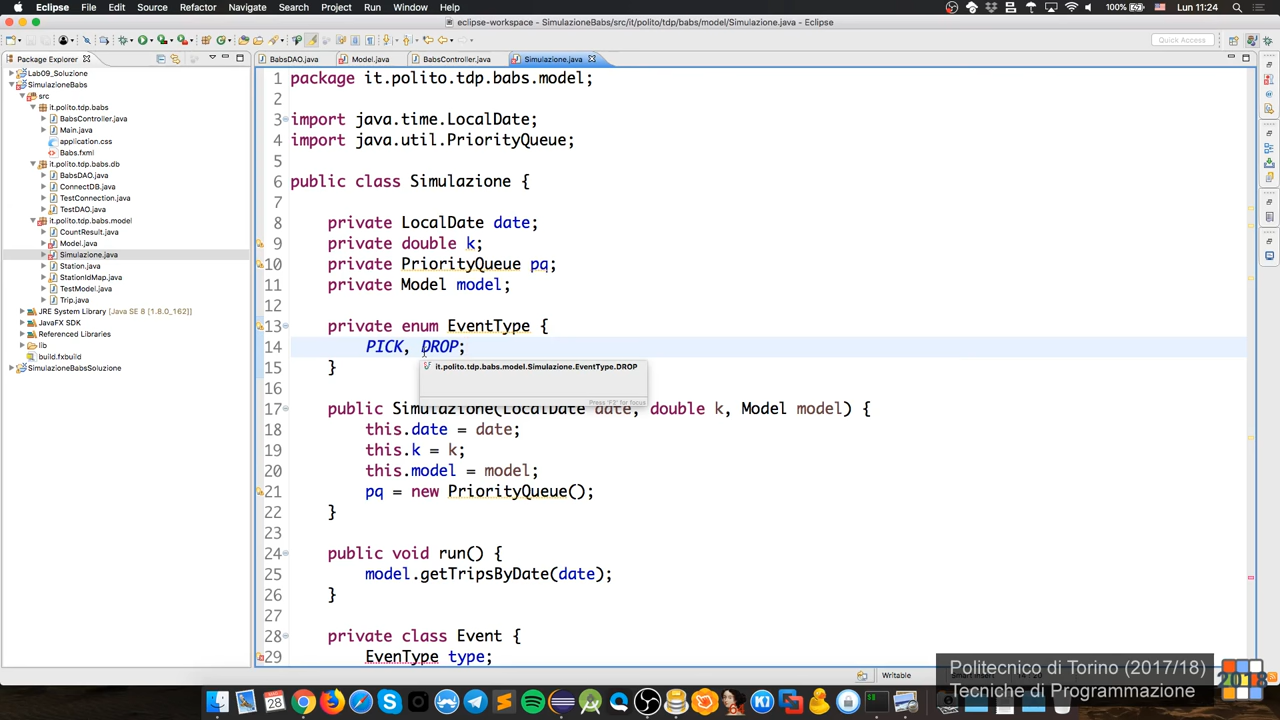 Eclipse File Edit Source Refactor Navigate Search Project Run Window Help 100% Lun 11:24
eclipse-workspace - SimulazioneBabs/src/it/polito/tdp/babs/model/Simulazione.java - Eclipse
Quick Access
Package Explorer
BabsDAO.java Model.java BabsController.java Simulazione.java
Lab09_Soluzione
SimulazioneBabs
src
it.polito.tdp.babs
BabsController.java
Main.java
application.css
Babs.fxml
it.polito.tdp.babs.db
BabsDAO.java
ConnectDB.java
TestConnection.java
TestDAO.java
it.polito.tdp.babs.model
CountResult.java
Model.java
Simulazione.java
Station.java
StationIdMap.java
TestModel.java
Trip.java
JRE System Library [Java SE 8 [1.8.0_162]]
JavaFX SDK
Referenced Libraries
lib
build.fxbuild
SimulazioneBabsSoluzione
1 package it.polito.tdp.babs.model;
2
3 import java.time.LocalDate;
4 import java.util.PriorityQueue;
5
6 public class Simulazione {
7
8 private LocalDate date;
9 private double k;
10 private PriorityQueue pq;
11 private Model model;
12
13 private enum EventType {
14 PICK, DROP;
15 }
it.polito.tdp.babs.model.Simulazione.EventType.DROP
Press 'F2' for focus
16
17 public Simulazione(LocalDate date, double k, Model model) {
18 this.date = date;
19 this.k = k;
20 this.model = model;
21 pq = new PriorityQueue();
22 }
23
24 public void run() {
25 model.getTripsByDate(date);
26 }
27
28 private class Event {
29 EvenType type;
Writable
Politecnico di Torino (2017/18)
Tecniche di Programmazione
2018